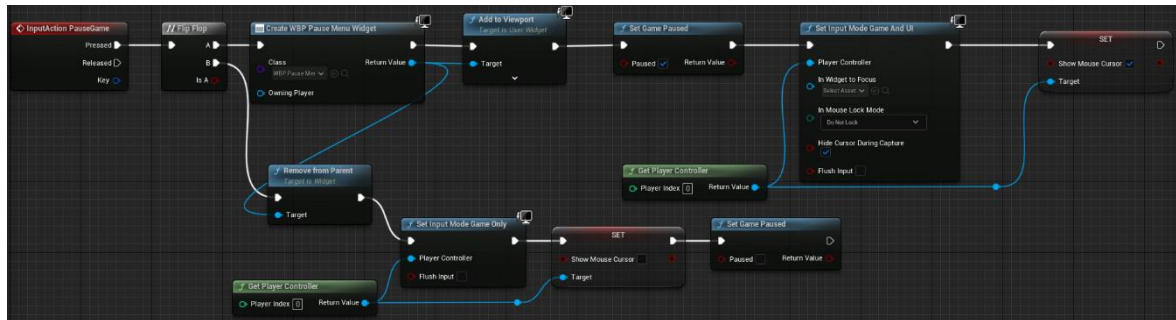 InputAction PauseGame
Pressed
Released
Key
Flip Flop
A
B
Is A
Create WBP Pause Menu Widget
Class
WBP Pause Mer
Return Value
Owning Player
Add to Viewport
Target is User Widget
Target
Set Game Paused
Paused
Return Value
Set Input Mode Game And UI
Player Controller
In Widget to Focus
Select Asset
In Mouse Lock Mode
Do Not Lock
Hide Cursor During Capture
Flush Input
SET
Show Mouse Cursor
Target
Get Player Controller
Player Index 0 Return Value
Remove from Parent
Target is Widget
Target
Set Input Mode Game Only
Player Controller
Flush Input
SET
Show Mouse Cursor
Target
Set Game Paused
Paused
Return Value
Get Player Controller
Player Index 0 Return Value